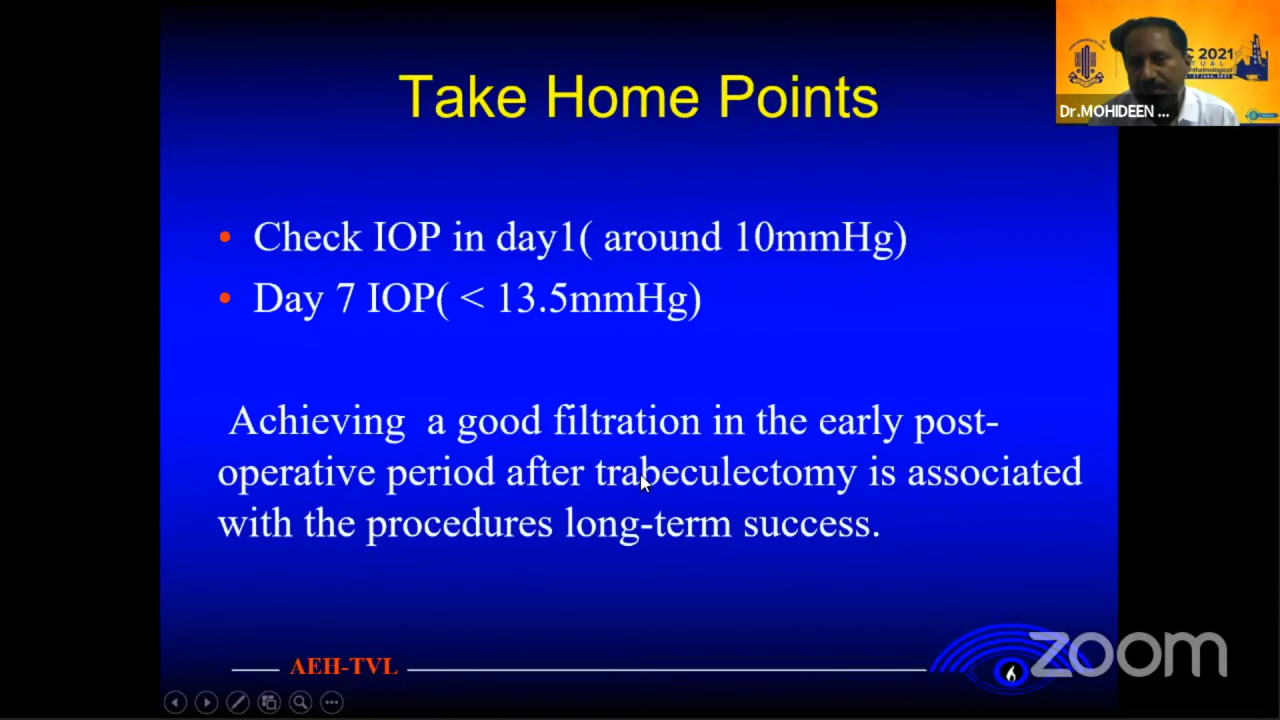 Take Home Points
C 2021
TUAL
hthalmological
Dr.MOHIDEEN ...
• Check IOP in day1( around 10mmHg)
• Day 7 IOP( < 13.5mmHg)
Achieving a good filtration in the early post-
operative period after trabeculectomy is associated
with the procedures long-term success.
AEH-TVL
zoom